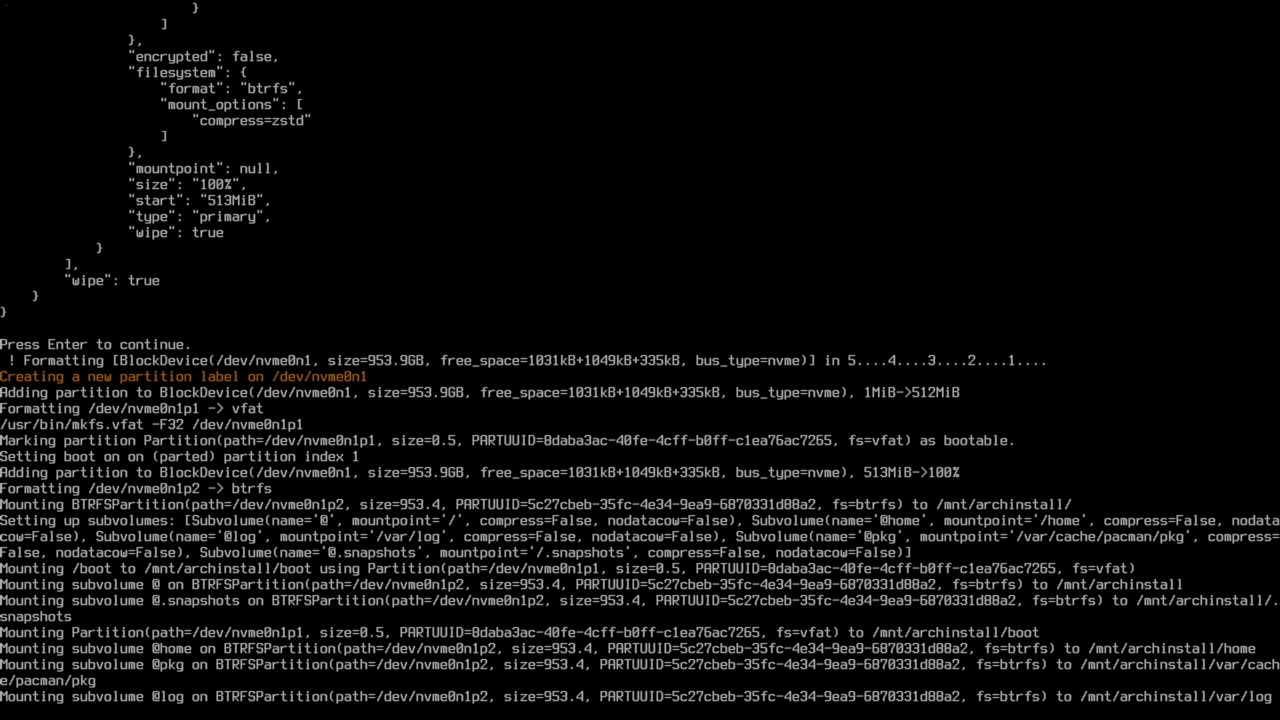 }
]
},
"encrypted": false,
"filesystem": {
"format": "btrfs",
"mount_options": [
"compress=zstd"
]
},
"mountpoint": null,
"size": "100%",
"start": "513MiB",
"type": "primary",
"wipe": true
}
],
"wipe": true
}
}
Press Enter to continue.
! Formatting [BlockDevice(/dev/nvme0n1, size=953.9GB, free_space=1031kB+1049kB+335kB, bus_type=nvme)] in 5....4....3....2....1....
Creating a new partition label on /dev/nvme0n1
Adding partition to BlockDevice(/dev/nvme0n1, size=953.9GB, free_space=1031kB+1049kB+335kB, bus_type=nvme), 1MiB->512MiB
Formatting /dev/nvme0n1p1 -> vfat
/usr/bin/mkfs.vfat -F32 /dev/nvme0n1p1
Marking partition Partition(path=/dev/nvme0n1p1, size=0.5, PARTUUID=8daba3ac-40fe-4cff-b0ff-c1ea76ac7265, fs=vfat) as bootable.
Setting boot on on (parted) partition index 1
Adding partition to BlockDevice(/dev/nvme0n1, size=953.9GB, free_space=1031kB+1049kB+335kB, bus_type=nvme), 513MiB->100%
Formatting /dev/nvme0n1p2 -> btrfs
Mounting BTRFSPartition(path=/dev/nvme0n1p2, size=953.4, PARTUUID=5c27cbeb-35fc-4e34-9ea9-6870331d88a2, fs=btrfs) to /mnt/archinstall/
Setting up subvolumes: [Subvolume(name='@', mountpoint='/', compress=False, nodatacow=False), Subvolume(name='@home', mountpoint='/home', compress=False, nodata
cow=False), Subvolume(name='@log', mountpoint='/var/log', compress=False, nodatacow=False), Subvolume(name='@pkg', mountpoint='/var/cache/pacman/pkg', compress=
False, nodatacow=False), Subvolume(name='@.snapshots', mountpoint='/.snapshots', compress=False, nodatacow=False)]
Mounting /boot to /mnt/archinstall/boot using Partition(path=/dev/nvme0n1p1, size=0.5, PARTUUID=8daba3ac-40fe-4cff-b0ff-c1ea76ac7265, fs=vfat)
Mounting subvolume @ on BTRFSPartition(path=/dev/nvme0n1p2, size=953.4, PARTUUID=5c27cbeb-35fc-4e34-9ea9-6870331d88a2, fs=btrfs) to /mnt/archinstall
Mounting subvolume @.snapshots on BTRFSPartition(path=/dev/nvme0n1p2, size=953.4, PARTUUID=5c27cbeb-35fc-4e34-9ea9-6870331d88a2, fs=btrfs) to /mnt/archinstall/.
snapshots
Mounting Partition(path=/dev/nvme0n1p1, size=0.5, PARTUUID=8daba3ac-40fe-4cff-b0ff-c1ea76ac7265, fs=vfat) to /mnt/archinstall/boot
Mounting subvolume @home on BTRFSPartition(path=/dev/nvme0n1p2, size=953.4, PARTUUID=5c27cbeb-35fc-4e34-9ea9-6870331d88a2, fs=btrfs) to /mnt/archinstall/home
Mounting subvolume @pkg on BTRFSPartition(path=/dev/nvme0n1p2, size=953.4, PARTUUID=5c27cbeb-35fc-4e34-9ea9-6870331d88a2, fs=btrfs) to /mnt/archinstall/var/cach
e/pacman/pkg
Mounting subvolume @log on BTRFSPartition(path=/dev/nvme0n1p2, size=953.4, PARTUUID=5c27cbeb-35fc-4e34-9ea9-6870331d88a2, fs=btrfs) to /mnt/archinstall/var/log